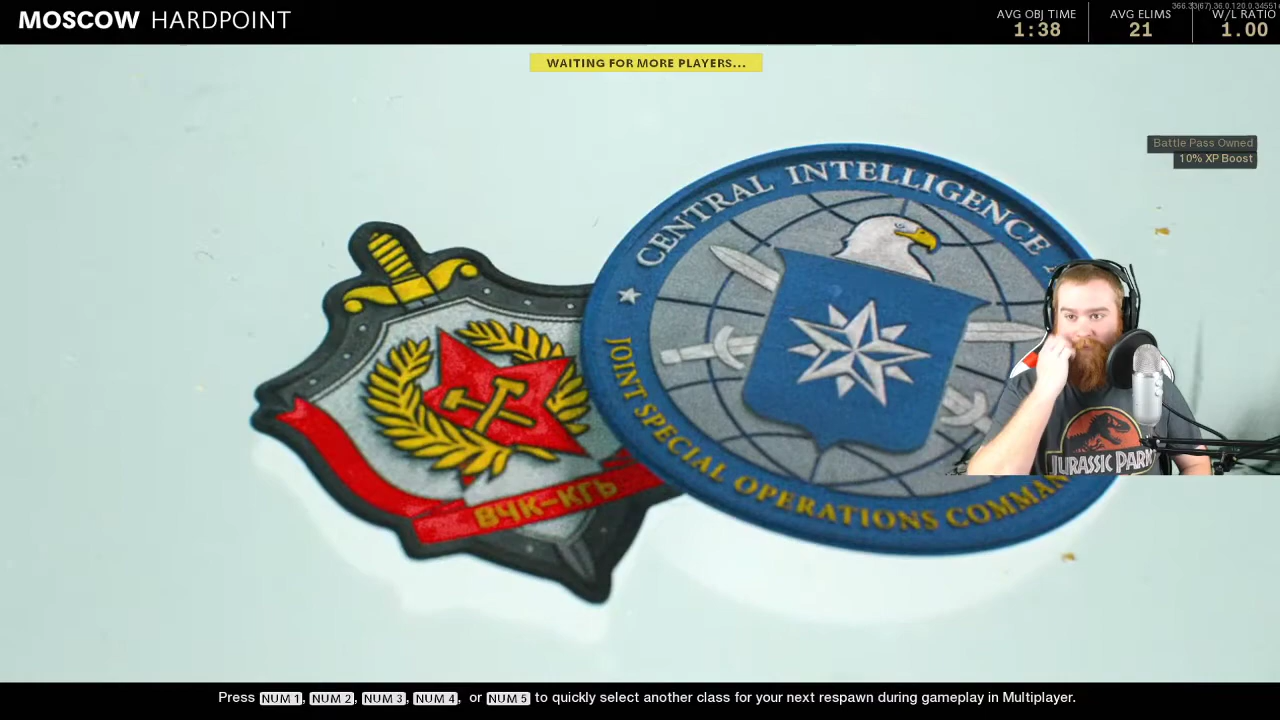 MOSCOW HARDPOINT
AVG OBJ TIME
1:38
AVG ELIMS
21
W/L RATIO
1.00
WAITING FOR MORE PLAYERS...
Battle Pass Owned
10% XP Boost
CENTRAL INTELLIGENCE
JOINT SPECIAL OPERATIONS COMMAN
ВЧК-КГЬ
JURASSIC PARK
Press NUM 1, NUM 2, NUM 3, NUM 4, or NUM 5 to quickly select another class for your next respawn during gameplay in Multiplayer.